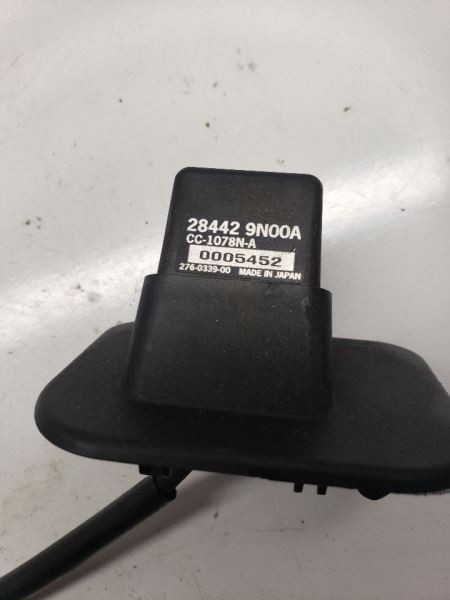 28442 9N00A
CC-1078N-A
0005452
276-0339-00 MADE IN JAPAN